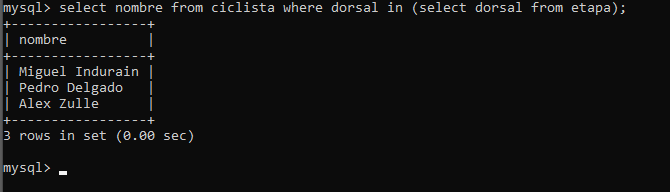 mysql> select nombre from ciclista where dorsal in (select dorsal from etapa);
+-----------------+
| nombre          |
+-----------------+
| Miguel Indurain |
| Pedro Delgado   |
| Alex Zulle      |
+-----------------+
3 rows in set (0.00 sec)
mysql> _